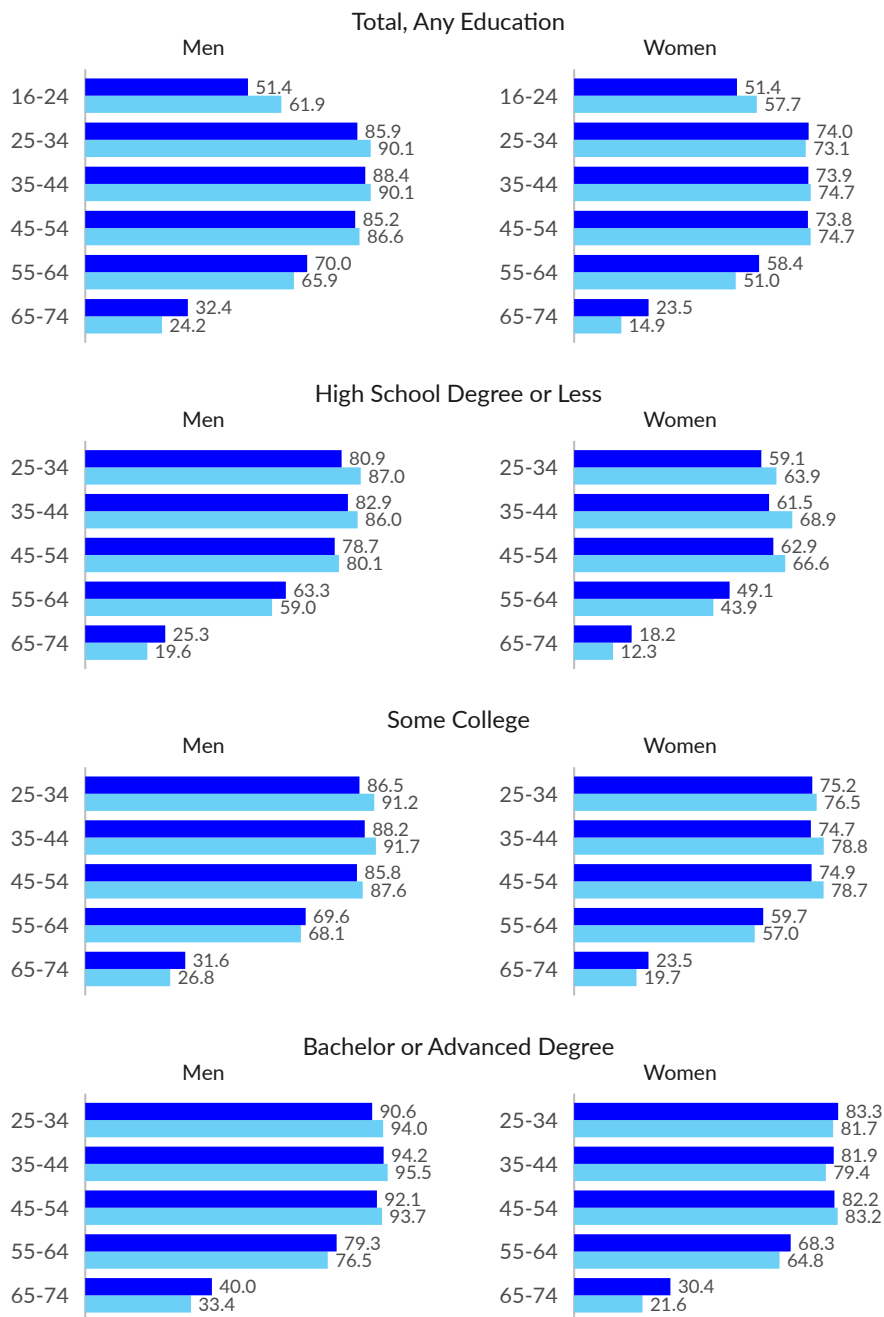 Total, Any Education
Men
Women
16-24 51.4 61.9
25-34 85.9 90.1
35-44 88.4 90.1
45-54 85.2 86.6
55-64 70.0 65.9
65-74 32.4 24.2
16-24 51.4 57.7
25-34 74.0 73.1
35-44 73.9 74.7
45-54 73.8 74.7
55-64 58.4 51.0
65-74 23.5 14.9
High School Degree or Less
Men
Women
25-34 80.9 87.0
35-44 82.9 86.0
45-54 78.7 80.1
55-64 63.3 59.0
65-74 25.3 19.6
25-34 59.1 63.9
35-44 61.5 68.9
45-54 62.9 66.6
55-64 49.1 43.9
65-74 18.2 12.3
Some College
Men
Women
25-34 86.5 91.2
35-44 88.2 91.7
45-54 85.8 87.6
55-64 69.6 68.1
65-74 31.6 26.8
25-34 75.2 76.5
35-44 74.7 78.8
45-54 74.9 78.7
55-64 59.7 57.0
65-74 23.5 19.7
Bachelor or Advanced Degree
Men
Women
25-34 90.6 94.0
35-44 94.2 95.5
45-54 92.1 93.7
55-64 79.3 76.5
65-74 40.0 33.4
25-34 83.3 81.7
35-44 81.9 79.4
45-54 82.2 83.2
55-64 68.3 64.8
65-74 30.4 21.6